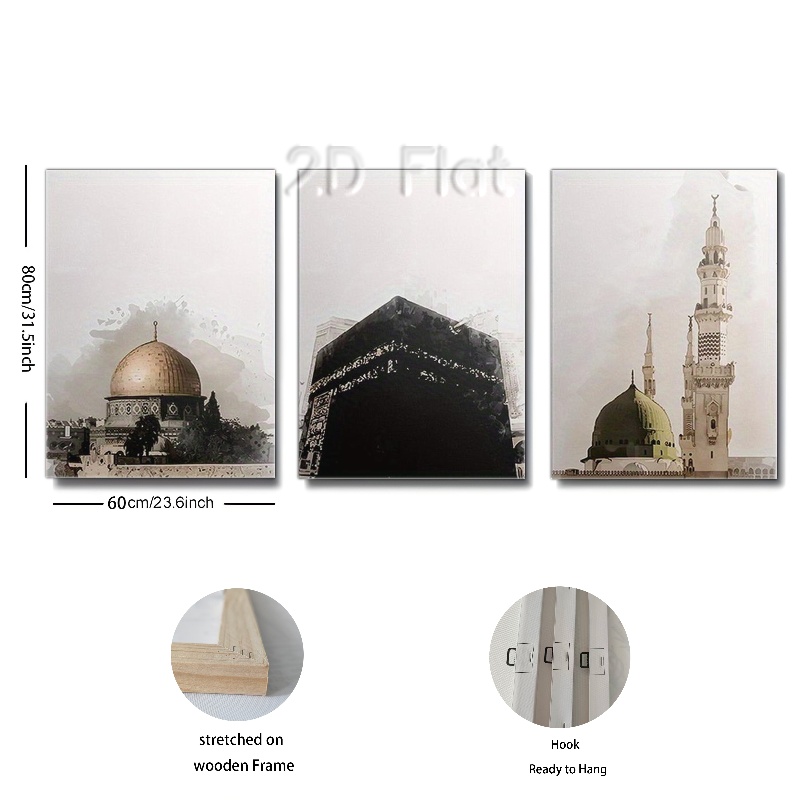 2D Flat
80cm/31.5inch
60cm/23.6inch
stretched on
wooden Frame
Hook
Ready to Hang